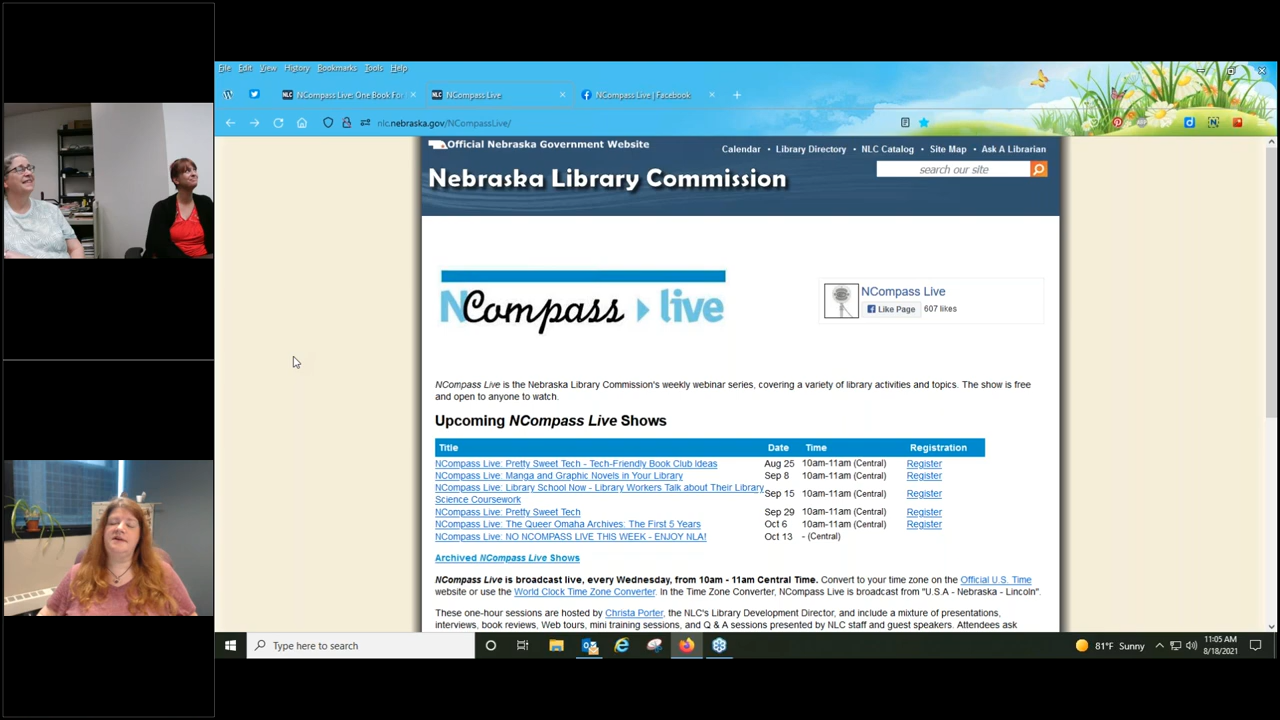 File Edit View History Bookmarks Tools Help
NCompass Live: One Book For
NCompass Live
NCompass Live | Facebook
nlc.nebraska.gov/NCompassLive/
Official Nebraska Government Website
Calendar • Library Directory • NLC Catalog • Site Map • Ask A Librarian
Nebraska Library Commission
search our site
NCompass live
NCompass Live
Like Page 607 likes
NCompass Live is the Nebraska Library Commission's weekly webinar series, covering a variety of library activities and topics. The show is free
and open to anyone to watch.
Upcoming NCompass Live Shows
Title Date Time Registration
NCompass Live: Pretty Sweet Tech - Tech-Friendly Book Club Ideas Aug 25 10am-11am (Central) Register
NCompass Live: Manga and Graphic Novels in Your Library Sep 8 10am-11am (Central) Register
NCompass Live: Library School Now - Library Workers Talk about Their Library
Science Coursework Sep 15 10am-11am (Central) Register
NCompass Live: Pretty Sweet Tech Sep 29 10am-11am (Central) Register
NCompass Live: The Queer Omaha Archives: The First 5 Years Oct 6 10am-11am (Central) Register
NCompass Live: NO NCOMPASS LIVE THIS WEEK - ENJOY NLA! Oct 13 - (Central)
Archived NCompass Live Shows
NCompass Live is broadcast live, every Wednesday, from 10am - 11am Central Time. Convert to your time zone on the Official U.S. Time
website or use the World Clock Time Zone Converter. In the Time Zone Converter, NCompass Live is broadcast from "U.S.A - Nebraska - Lincoln".
These one-hour sessions are hosted by Christa Porter, the NLC's Library Development Director, and include a mixture of presentations,
interviews, book reviews, Web tours, mini training sessions, and Q & A sessions presented by NLC staff and guest speakers. Attendees ask
Type here to search
81°F Sunny
11:05 AM
8/18/2021